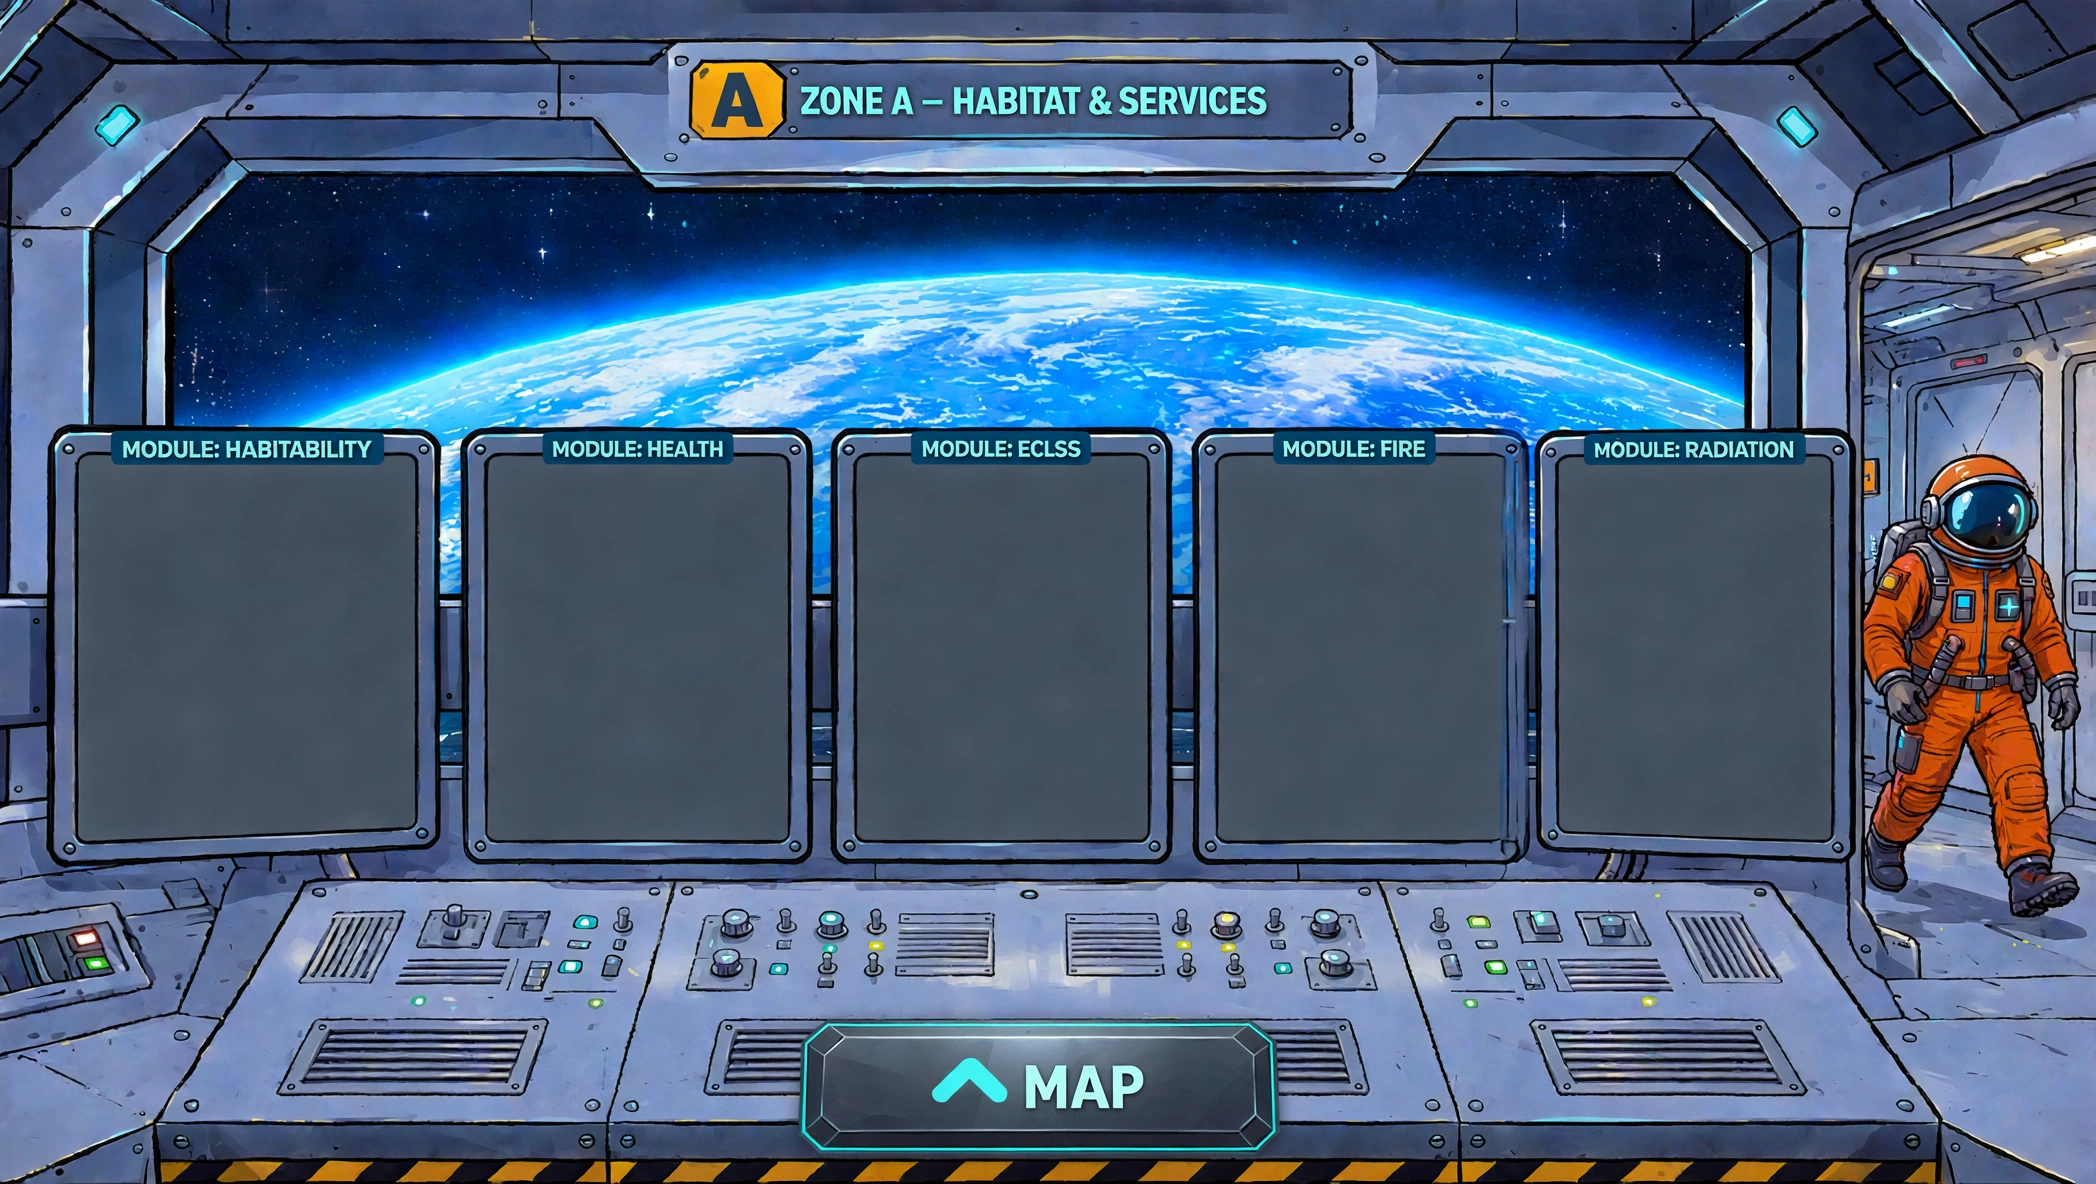 A
ZONE A – HABITAT & SERVICES
MODULE: HABITABILITY
MODULE: HEALTH
MODULE: ECLSS
MODULE: FIRE
MODULE: RADIATION
MAP